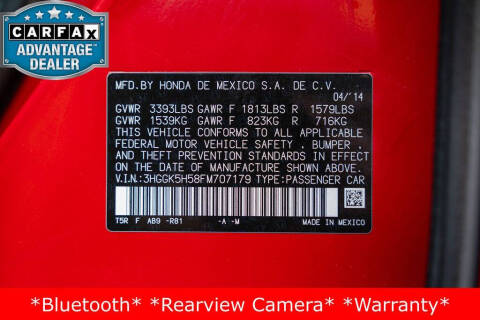 CARFAX
ADVANTAGE
DEALER
MFD.BY HONDA DE MEXICO S.A. DE C.V.
04/14
GVWR 3393LBS GAWR F 1813LBS R 1579LBS
GVWR 1539KG GAWR F 823KG R 716KG
THIS VEHICLE CONFORMS TO ALL APPLICABLE
FEDERAL MOTOR VEHICLE SAFETY , BUMPER ,
AND THEFT PREVENTION STANDARDS IN EFFECT
ON THE DATE OF MANUFACTURE SHOWN ABOVE.
V.I.N.:3HGGK5H58FM707179 TYPE:PASSENGER CAR
T5R F AB9 -R81 -A -M MADE IN MEXICO
*Bluetooth* *Rearview Camera* *Warranty*